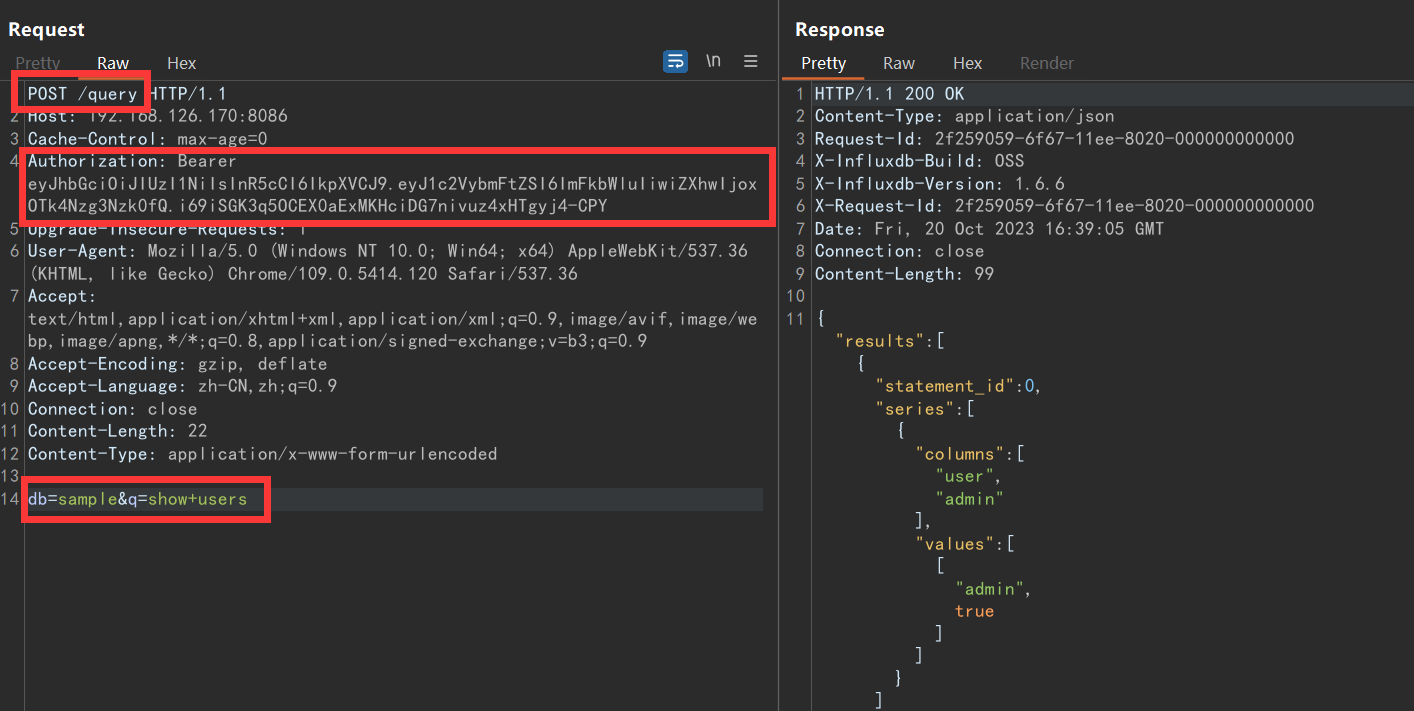 Request
Pretty Raw Hex
\n
POST /query HTTP/1.1
2 Host: 192.168.126.170:8086
3 Cache-Control: max-age=0
4 Authorization: Bearer
eyJhbGciOiJIUzI1NiIsInR5cCI6IkpXVCJ9.eyJ1c2VybmFtZSI6ImFkbWluIiwiZXhwIjox
OTk4Nzg3Nzk0fQ.i69iSGK3q5OCEX0aExMKHciDG7nivuz4xHTgyj4-CPY
5 Upgrade-Insecure-Requests: 1
6 User-Agent: Mozilla/5.0 (Windows NT 10.0; Win64; x64) AppleWebKit/537.36
(KHTML, like Gecko) Chrome/109.0.5414.120 Safari/537.36
7 Accept:
text/html,application/xhtml+xml,application/xml;q=0.9,image/avif,image/we
bp,image/apng,*/*;q=0.8,application/signed-exchange;v=b3;q=0.9
8 Accept-Encoding: gzip, deflate
9 Accept-Language: zh-CN,zh;q=0.9
10 Connection: close
11 Content-Length: 22
12 Content-Type: application/x-www-form-urlencoded
13
14 db=sample&q=show+users
Response
Pretty Raw Hex Render
1 HTTP/1.1 200 OK
2 Content-Type: application/json
3 Request-Id: 2f259059-6f67-11ee-8020-000000000000
4 X-Influxdb-Build: OSS
5 X-Influxdb-Version: 1.6.6
6 X-Request-Id: 2f259059-6f67-11ee-8020-000000000000
7 Date: Fri, 20 Oct 2023 16:39:05 GMT
8 Connection: close
9 Content-Length: 99
10
11 {
"results":[
{
"statement_id":0,
"series":[
{
"columns":[
"user",
"admin"
],
"values":[
[
"admin",
true
]
]
}
]